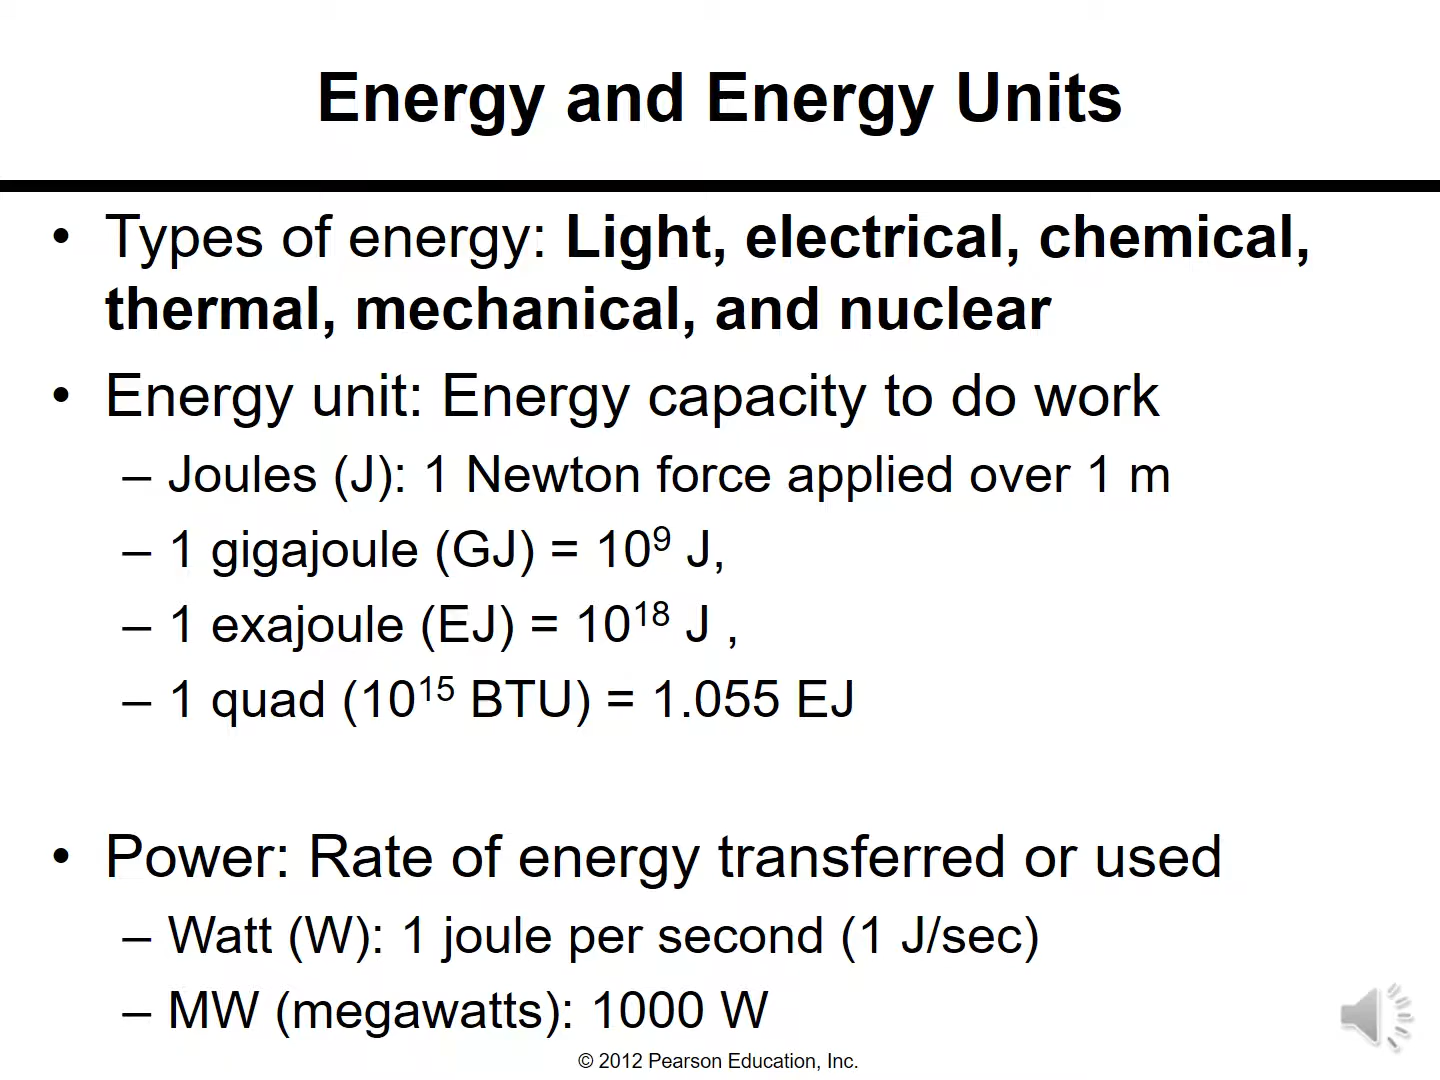 Energy and Energy Units
• Types of energy: Light, electrical, chemical,
thermal, mechanical, and nuclear
• Energy unit: Energy capacity to do work
– Joules (J): 1 Newton force applied over 1 m
– 1 gigajoule (GJ) = 10⁹ J,
– 1 exajoule (EJ) = 10¹⁸ J ,
– 1 quad (10¹⁵ BTU) = 1.055 EJ
• Power: Rate of energy transferred or used
– Watt (W): 1 joule per second (1 J/sec)
– MW (megawatts): 1000 W
© 2012 Pearson Education, Inc.